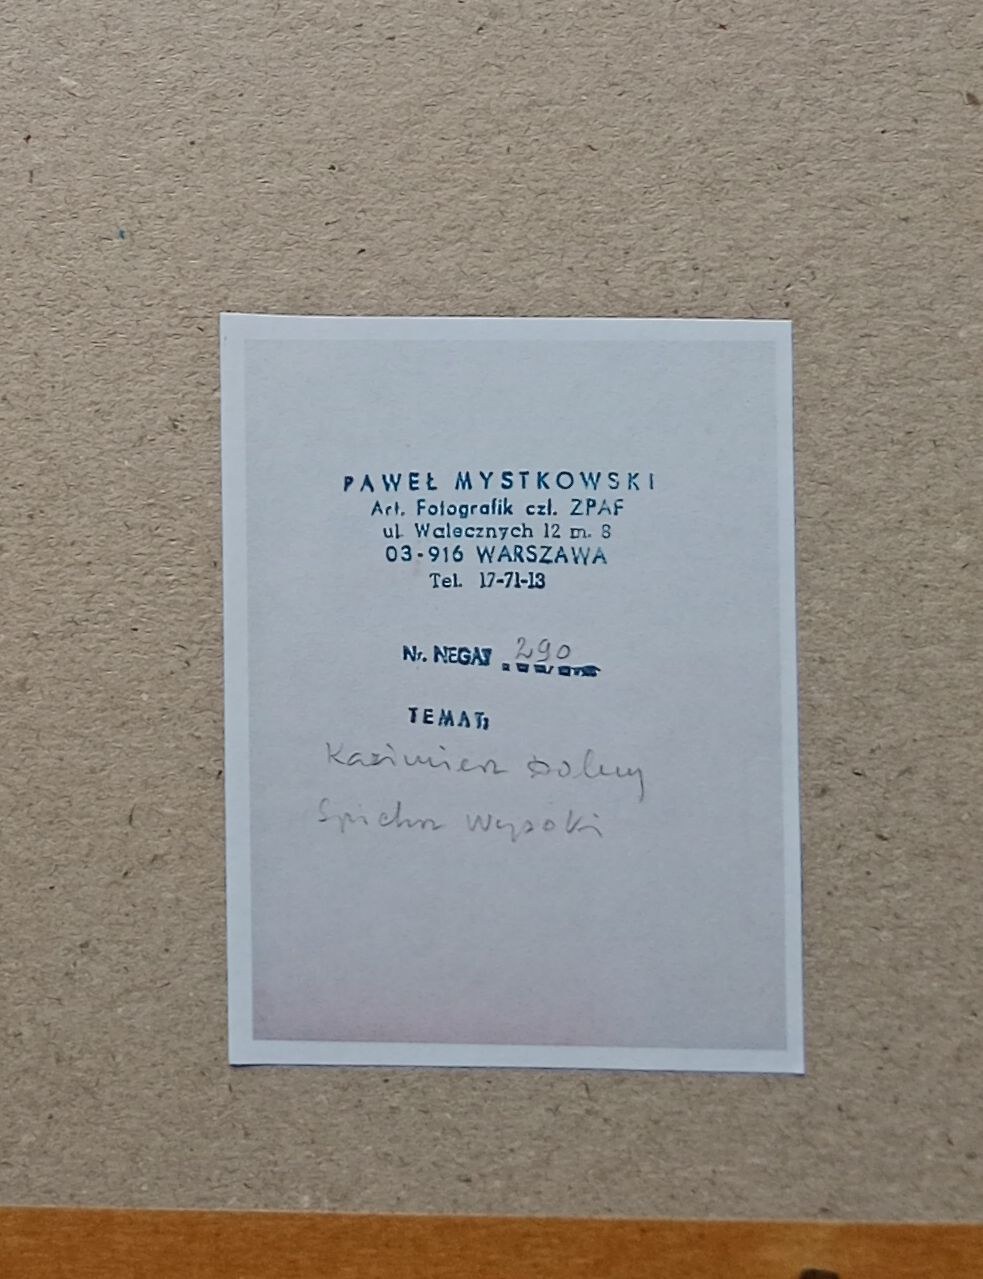 PAWEŁ MYSTKOWSKI
Art. Fotografik czł. ZPAF
ul. Walecznych 12 m. 8
03-916 WARSZAWA
Tel. 17-71-13
Nr. NEGAT 290
TEMAT:
Kazimierz Dolny
Spichrz Wysoki